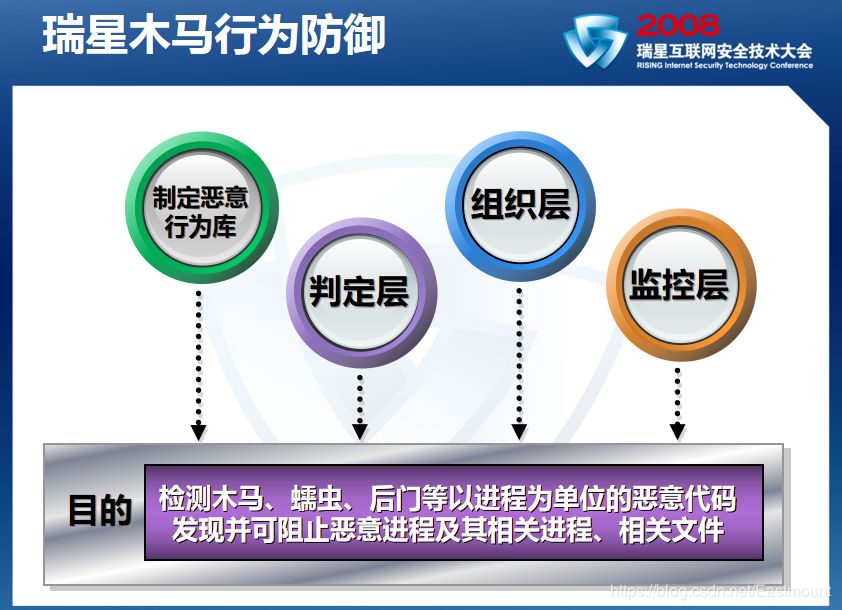 瑞星木马行为防御
2008
瑞星互联网安全技术大会
RISING Internet Security Technology Conference
制定恶意
行为库
判定层
组织层
监控层
目的
检测木马、蠕虫、后门等以进程为单位的恶意代码
发现并可阻止恶意进程及其相关进程、相关文件
https://blog.csdn.net/Eastmount